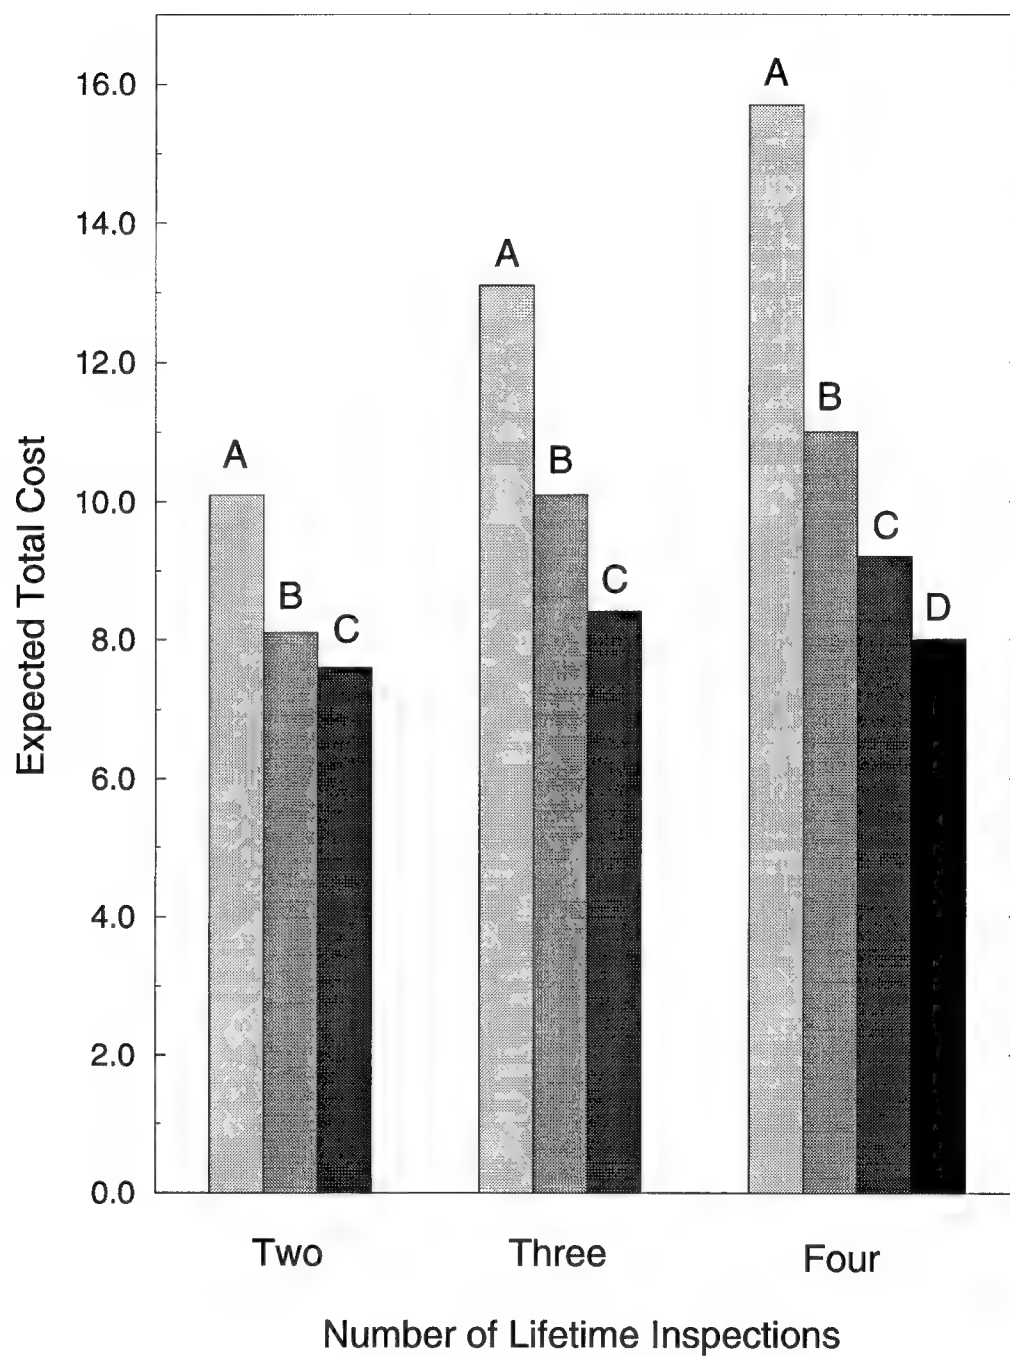 16.0
14.0
12.0
10.0
8.0
6.0
4.0
2.0
0.0
Expected Total Cost
A
B
C
A
B
C
A
B
C
D
Two
Three
Four
Number of Lifetime Inspections